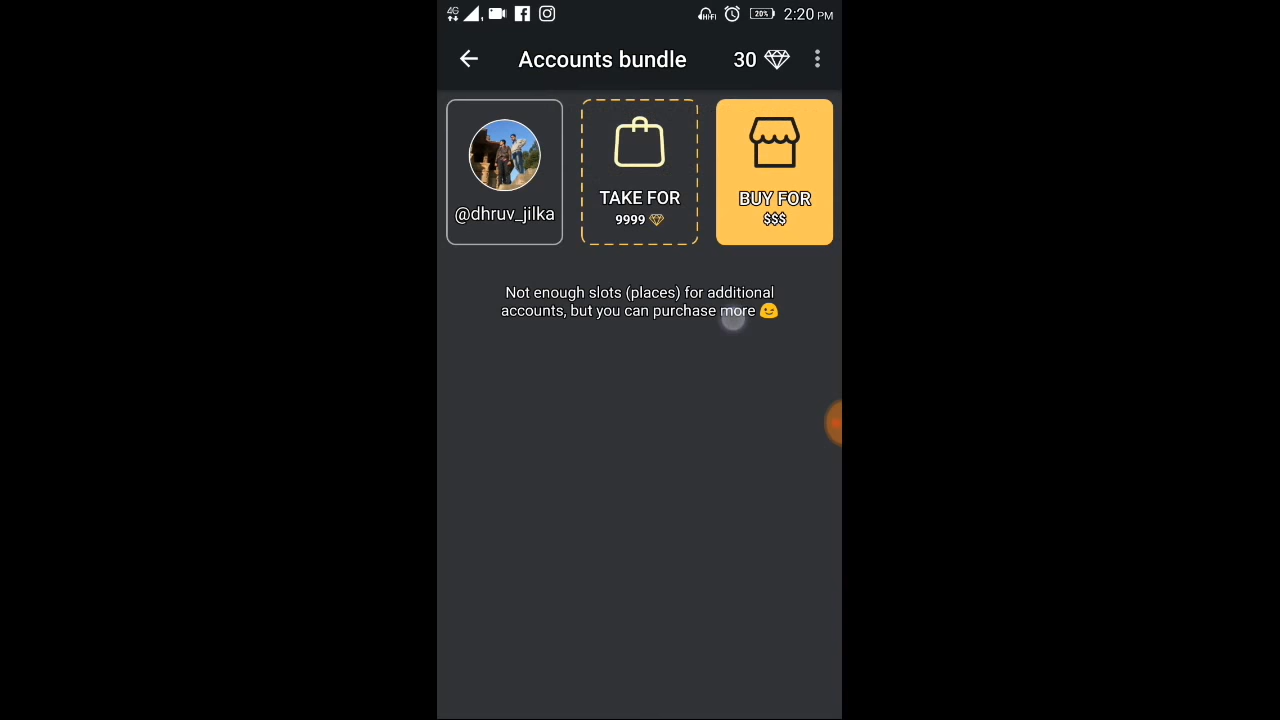 4G
20%
2:20 PM
Accounts bundle
30
@dhruv_jilka
TAKE FOR
9999
BUY FOR
$$$
Not enough slots (places) for additional
accounts, but you can purchase more 😉